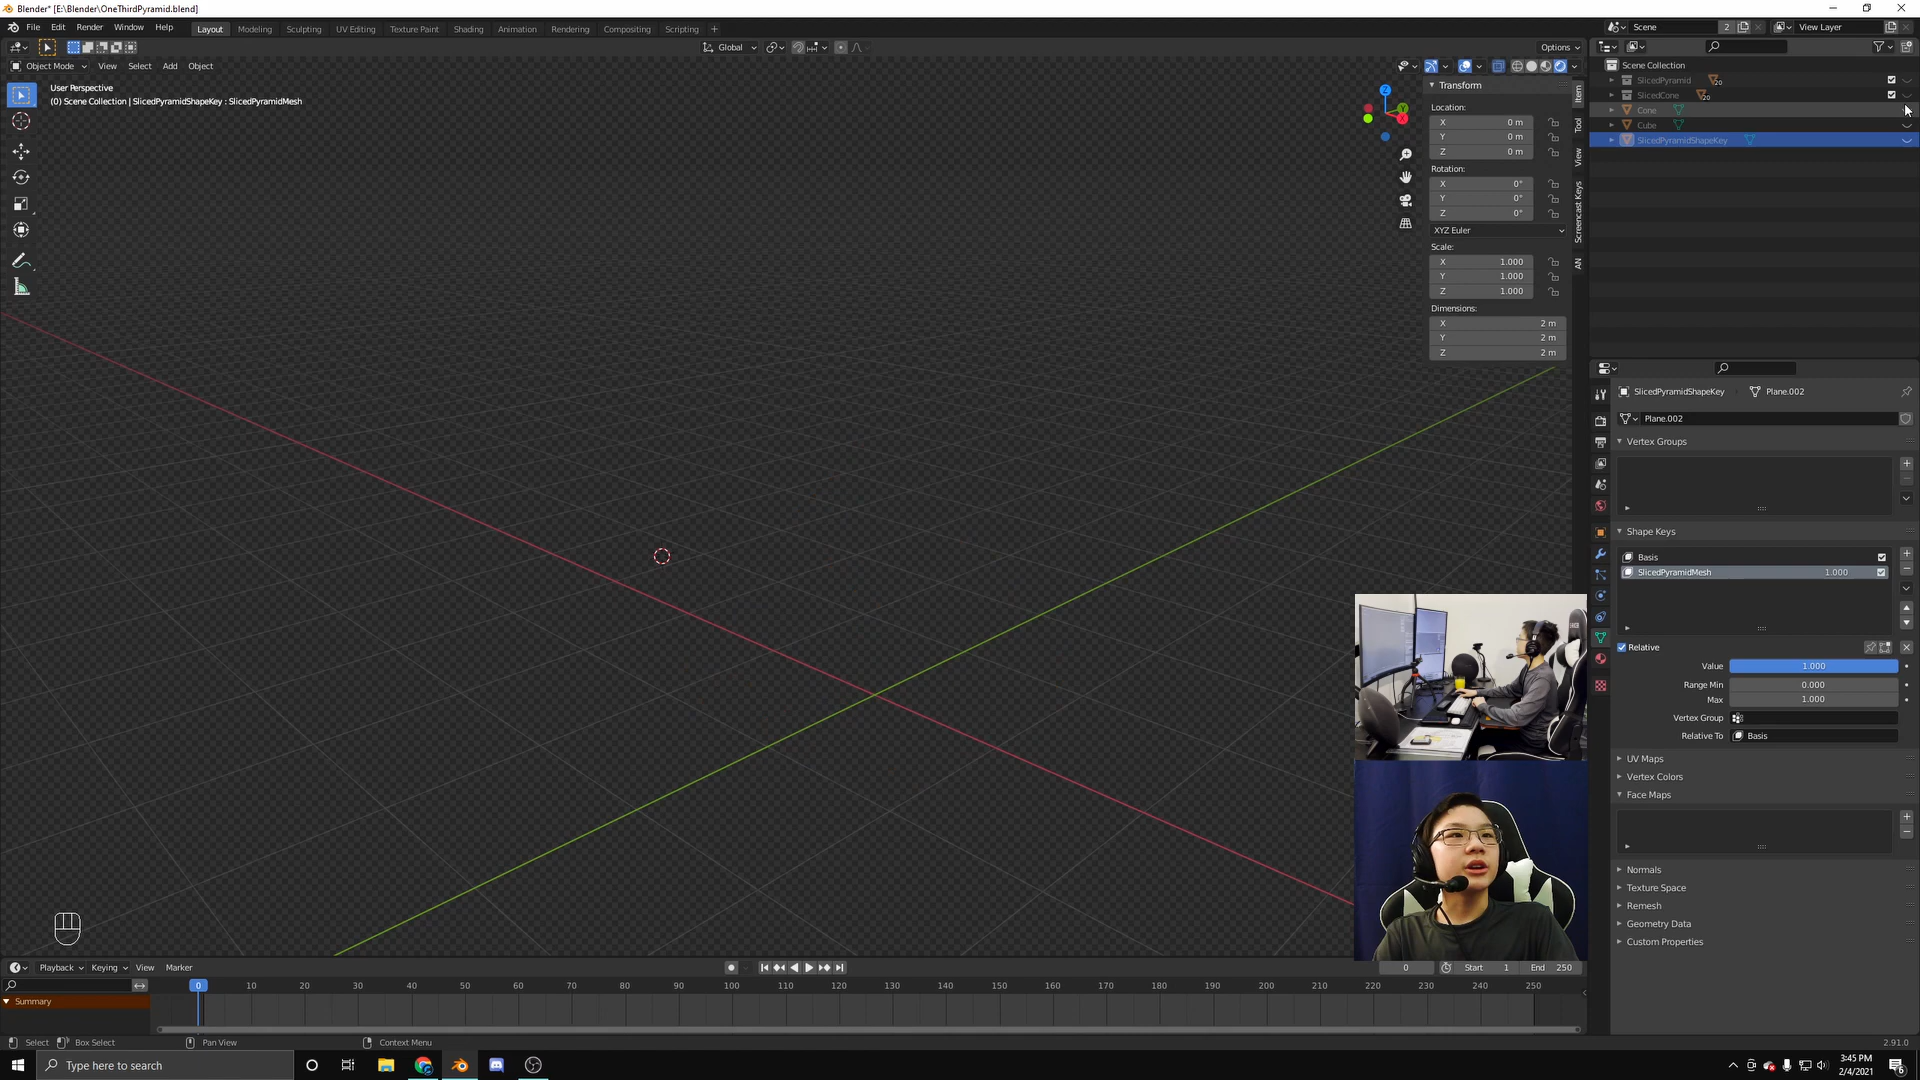 Blender* [E:\Blender\OneThirdPyramid.blend]
File Edit Render Window Help
Layout Modeling Sculpting UV Editing Texture Paint Shading Animation Rendering Compositing Scripting +
Scene 2 View Layer
Global Options
Object Mode View Select Add Object
User Perspective
(0) Scene Collection | SlicedPyramidShapeKey : SlicedPyramidMesh
Z
Y
X
Transform
Location:
X 0 m
Y 0 m
Z 0 m
Rotation:
X 0°
Y 0°
Z 0°
XYZ Euler
Scale:
X 1.000
Y 1.000
Z 1.000
Dimensions:
X 2 m
Y 2 m
Z 2 m
Item
Tool
View
Screencast Keys
AN
Scene Collection
SlicedPyramid 20
SlicedCone 20
Cone
Cube
SlicedPyramidShapeKey
SlicedPyramidShapeKey Plane.002
Plane.002
Vertex Groups
Shape Keys
Basis
SlicedPyramidMesh 1.000
Relative
Value 1.000
Range Min 0.000
Max 1.000
Vertex Group
Relative To Basis
UV Maps
Vertex Colors
Face Maps
Normals
Texture Space
Remesh
Geometry Data
Custom Properties
Playback Keying View Marker
0 Start 1 End 250
0 10 20 30 40 50 60 70 80 90 100 110 120 130 140 150 160 170 180 190 200 210 220 230 240 250
Summary
Select Box Select Pan View Context Menu 2.91.0
Type here to search
3:45 PM
2/4/2021
6